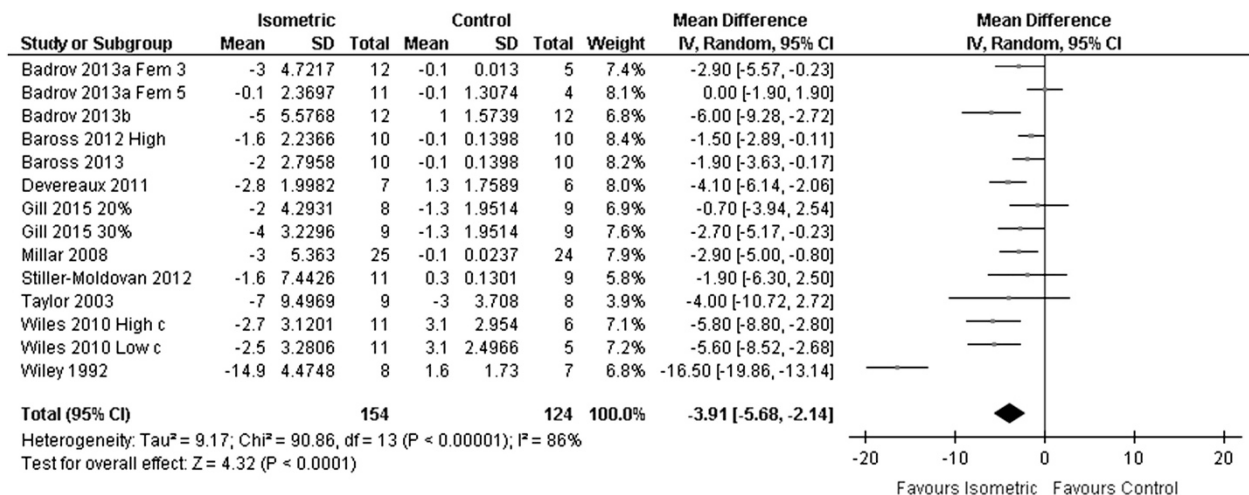 Isometric Control Mean Difference Mean Difference
Study or Subgroup Mean SD Total Mean SD Total Weight IV, Random, 95% CI IV, Random, 95% CI
Badrov 2013a Fem 3 -3 4.7217 12 -0.1 0.013 5 7.4% -2.90 [-5.57, -0.23]
Badrov 2013a Fem 5 -0.1 2.3697 11 -0.1 1.3074 4 8.1% 0.00 [-1.90, 1.90]
Badrov 2013b -5 5.5768 12 1 1.5739 12 6.8% -6.00 [-9.28, -2.72]
Baross 2012 High -1.6 2.2366 10 -0.1 0.1398 10 8.4% -1.50 [-2.89, -0.11]
Baross 2013 -2 2.7958 10 -0.1 0.1398 10 8.2% -1.90 [-3.63, -0.17]
Devereaux 2011 -2.8 1.9982 7 1.3 1.7589 6 8.0% -4.10 [-6.14, -2.06]
Gill 2015 20% -2 4.2931 8 -1.3 1.9514 9 6.9% -0.70 [-3.94, 2.54]
Gill 2015 30% -4 3.2296 9 -1.3 1.9514 9 7.6% -2.70 [-5.17, -0.23]
Millar 2008 -3 5.363 25 -0.1 0.0237 24 7.9% -2.90 [-5.00, -0.80]
Stiller-Moldovan 2012 -1.6 7.4426 11 0.3 0.1301 9 5.8% -1.90 [-6.30, 2.50]
Taylor 2003 -7 9.4969 9 -3 3.708 8 3.9% -4.00 [-10.72, 2.72]
Wiles 2010 High c -2.7 3.1201 11 3.1 2.954 6 7.1% -5.80 [-8.80, -2.80]
Wiles 2010 Low c -2.5 3.2806 11 3.1 2.4966 5 7.2% -5.60 [-8.52, -2.68]
Wiley 1992 -14.9 4.4748 8 1.6 1.73 7 6.8% -16.50 [-19.86, -13.14]
Total (95% CI) 154 124 100.0% -3.91 [-5.68, -2.14]
Heterogeneity: Tau² = 9.17; Chi² = 90.86, df = 13 (P < 0.00001); I² = 86%
Test for overall effect: Z = 4.32 (P < 0.0001)
-20 -10 0 10 20
Favours Isometric Favours Control